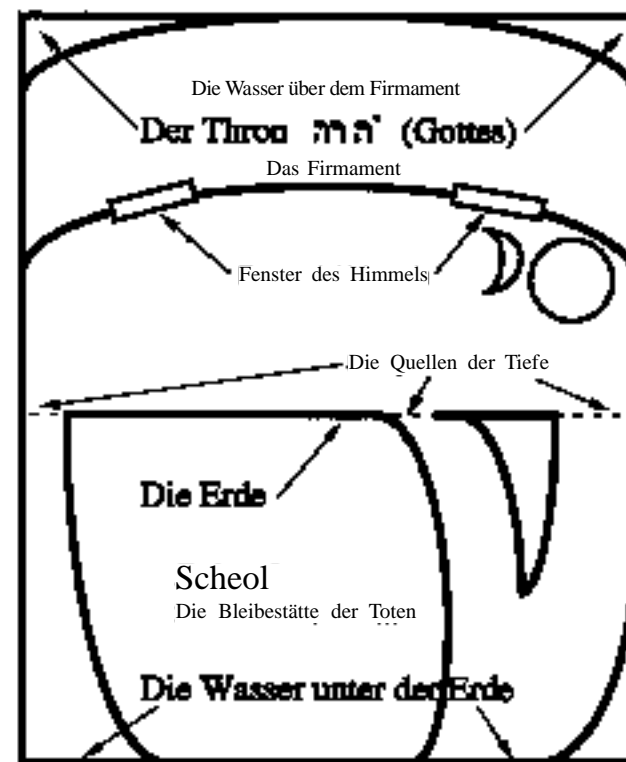 Die Wasser über dem Firmament
Der Thron יהוה (Gottes)
Das Firmament
Fenster des Himmels
Die Quellen der Tiefe
Die Erde
Scheol
Die Bleibestätte der Toten
Die Wasser unter der Erde